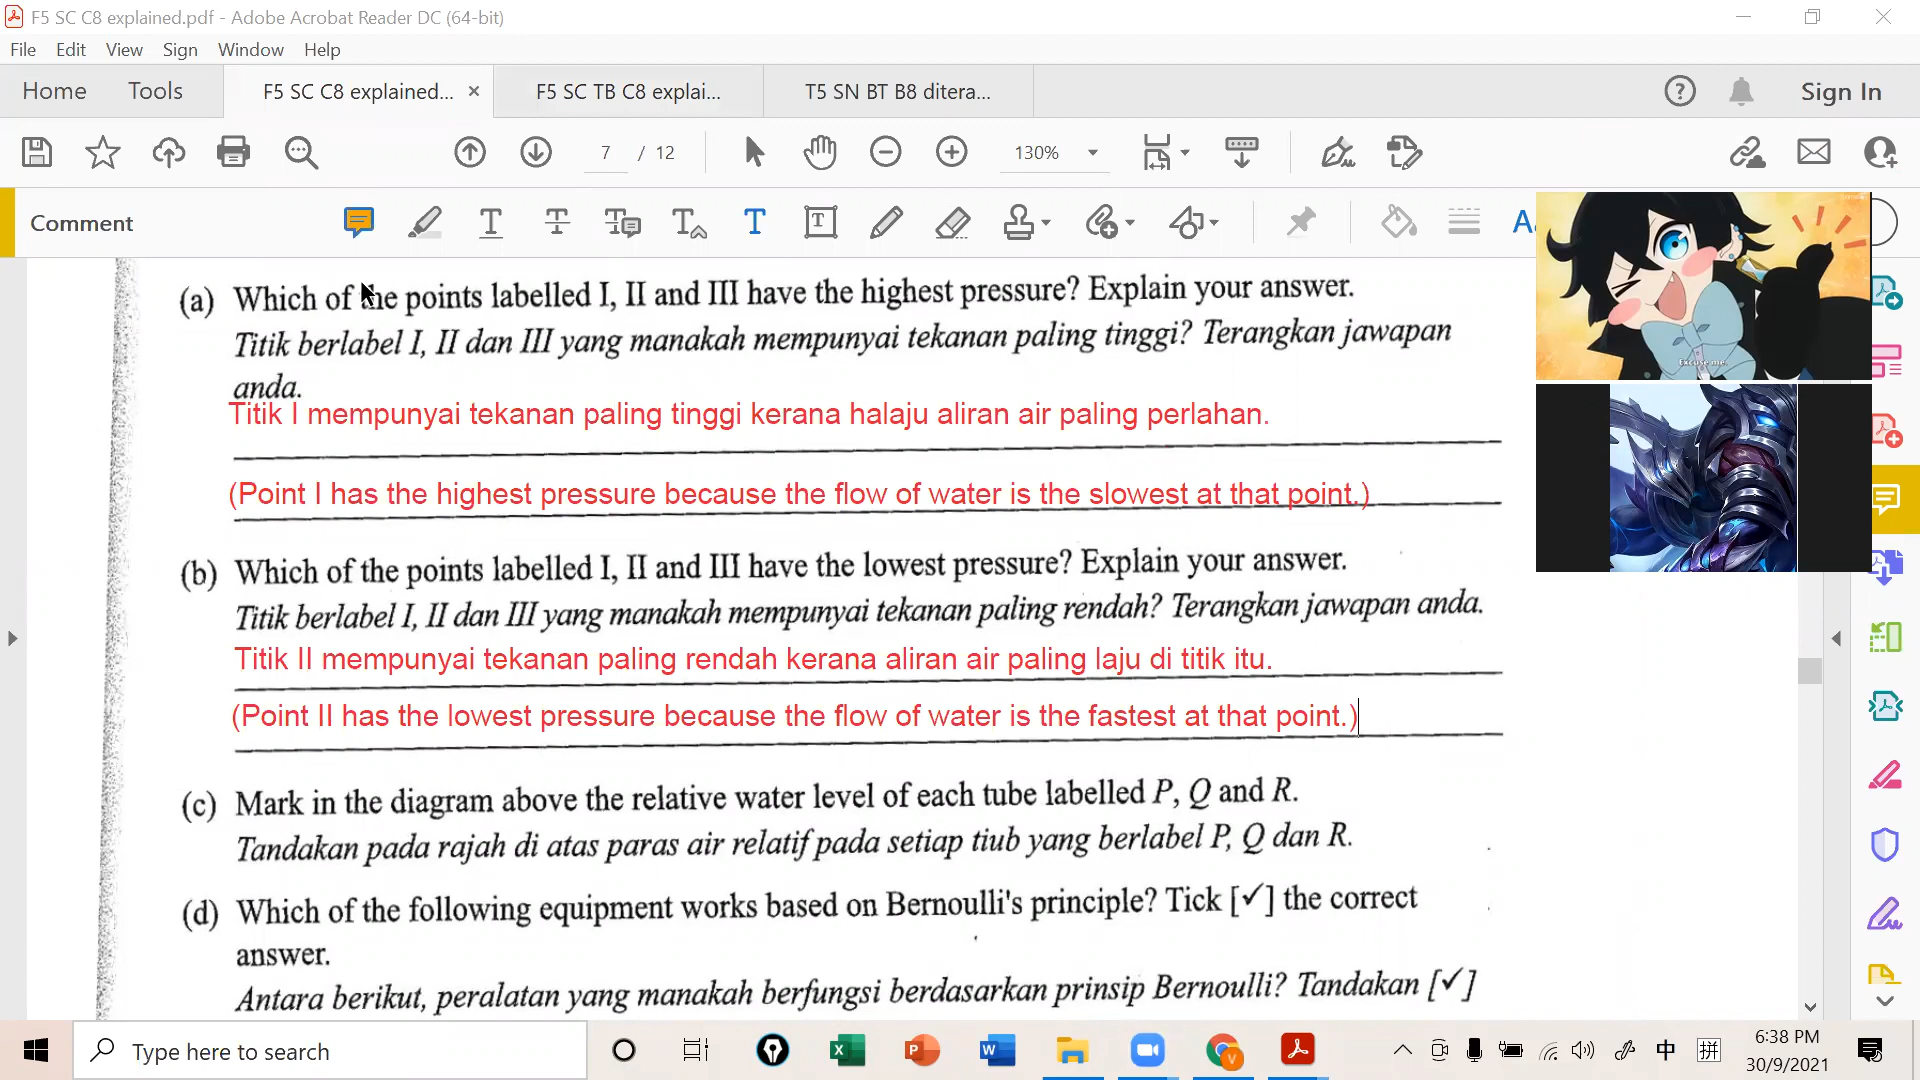 F5 SC C8 explained.pdf - Adobe Acrobat Reader DC (64-bit)
File Edit View Sign Window Help
Home Tools F5 SC C8 explained... × F5 SC TB C8 explai... T5 SN BT B8 ditera... Sign In
7 / 12 130%
Comment
(a) Which of the points labelled I, II and III have the highest pressure? Explain your answer.
Titik berlabel I, II dan III yang manakah mempunyai tekanan paling tinggi? Terangkan jawapan
anda.
Titik I mempunyai tekanan paling tinggi kerana halaju aliran air paling perlahan.
(Point I has the highest pressure because the flow of water is the slowest at that point.)
(b) Which of the points labelled I, II and III have the lowest pressure? Explain your answer.
Titik berlabel I, II dan III yang manakah mempunyai tekanan paling rendah? Terangkan jawapan anda.
Titik II mempunyai tekanan paling rendah kerana aliran air paling laju di titik itu.
(Point II has the lowest pressure because the flow of water is the fastest at that point.)
(c) Mark in the diagram above the relative water level of each tube labelled P, Q and R.
Tandakan pada rajah di atas paras air relatif pada setiap tiub yang berlabel P, Q dan R.
(d) Which of the following equipment works based on Bernoulli's principle? Tick [✓] the correct
answer.
Antara berikut, peralatan yang manakah berfungsi berdasarkan prinsip Bernoulli? Tandakan [✓]
Excuse me.
Type here to search
中 拼
6:38 PM
30/9/2021